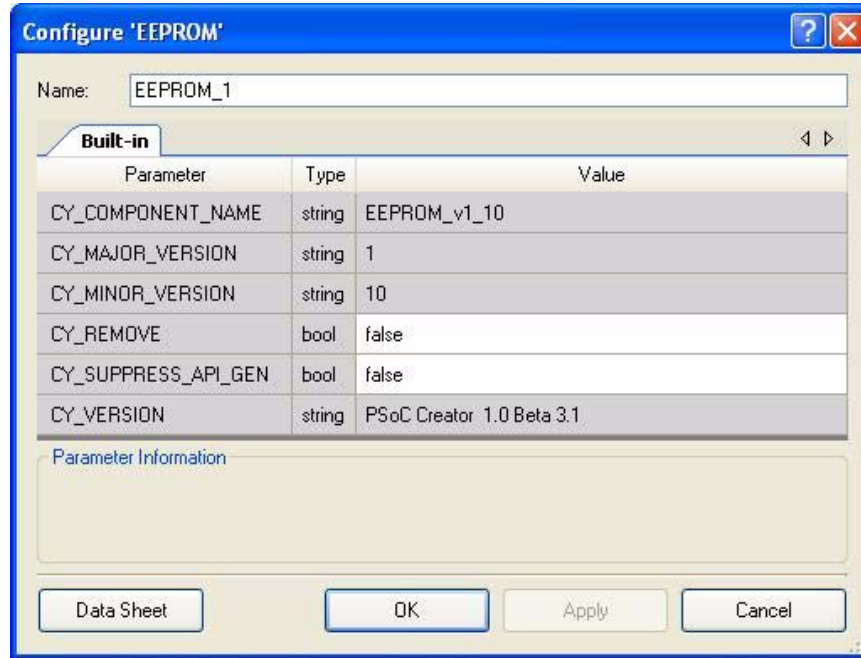 Configure 'EEPROM'
Name: EEPROM_1
Built-in
Parameter Type Value
CY_COMPONENT_NAME string EEPROM_v1_10
CY_MAJOR_VERSION string 1
CY_MINOR_VERSION string 10
CY_REMOVE bool false
CY_SUPPRESS_API_GEN bool false
CY_VERSION string PSoC Creator 1.0 Beta 3.1
Parameter Information
Data Sheet OK Apply Cancel